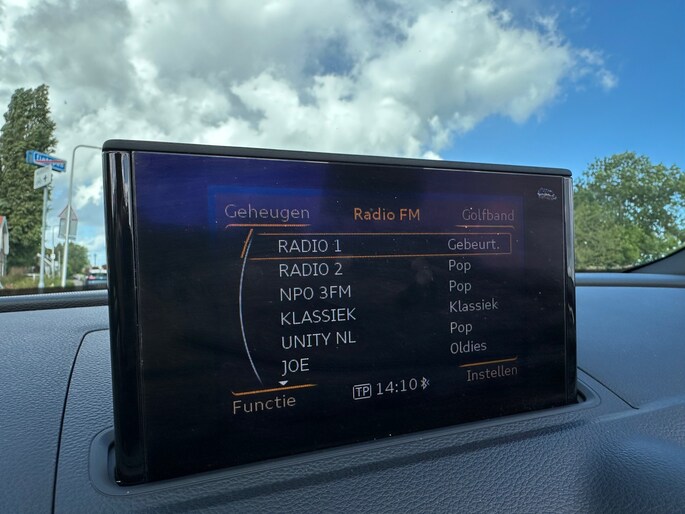 Geheugen Radio FM Golfband
RADIO 1 Gebeurt.
RADIO 2 Pop
NPO 3FM Pop
KLASSIEK Klassiek
UNITY NL Pop
JOE Oldies
Functie TP 14:10 Instellen